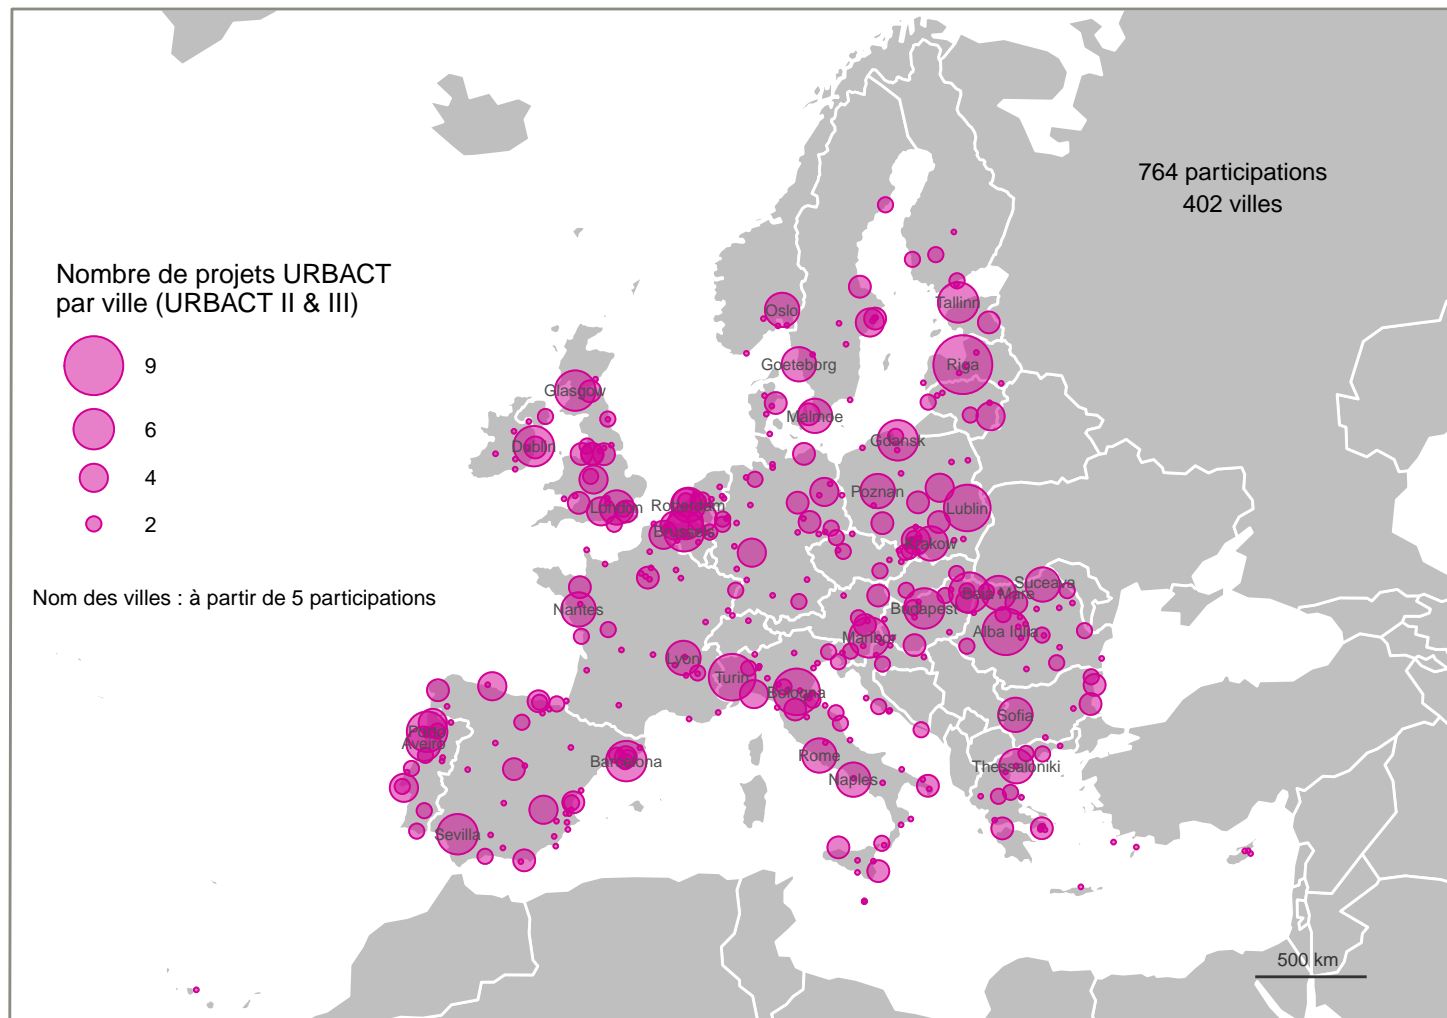 764 participations
402 villes
Nombre de projets URBACT
par ville (URBACT II & III)
9
6
4
2
Nom des villes : à partir de 5 participations
Oslo
Tallinn
Goeteborg
Riga
Glasgow
Malmoe
Dublin
Gdansk
Poznan
London
Rotterdam
Lublin
Brussels
Krakow
Nantes
Suceava
Baia Mare
Budapest
Maribor
Alba Iulia
Lyon
Turin
Bologna
Sofia
Porto
Aveiro
Barcelona
Rome
Naples
Thessaloniki
Sevilla
500 km